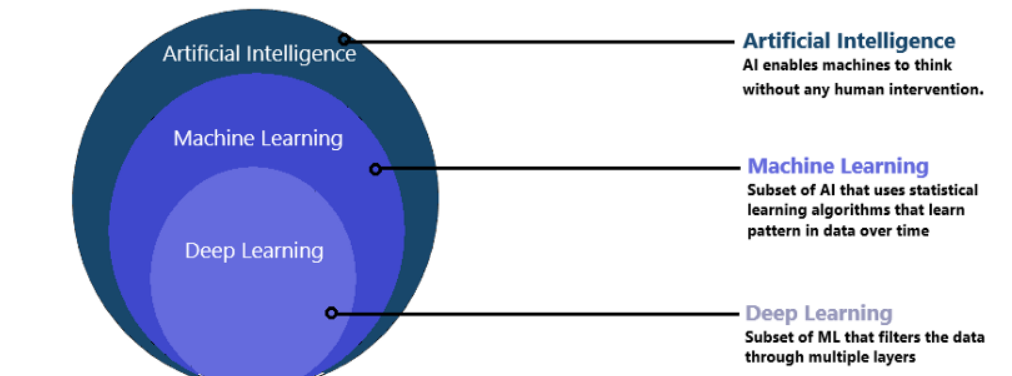 Artificial Intelligence
Machine Learning
Deep Learning
Artificial Intelligence
AI enables machines to think
without any human intervention.
Machine Learning
Subset of AI that uses statistical
learning algorithms that learn
pattern in data over time
Deep Learning
Subset of ML that filters the data
through multiple layers